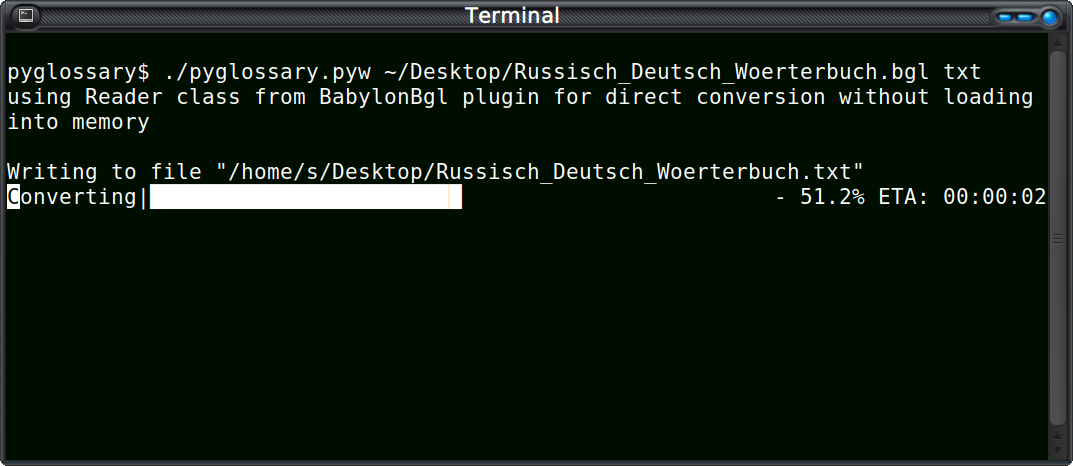 Terminal
pyglossary$ ./pyglossary.pyw ~/Desktop/Russisch_Deutsch_Woerterbuch.bgl txt
using Reader class from BabylonBgl plugin for direct conversion without loading
into memory
Writing to file "/home/s/Desktop/Russisch_Deutsch_Woerterbuch.txt"
Converting|██████████████████████ - 51.2% ETA: 00:00:02